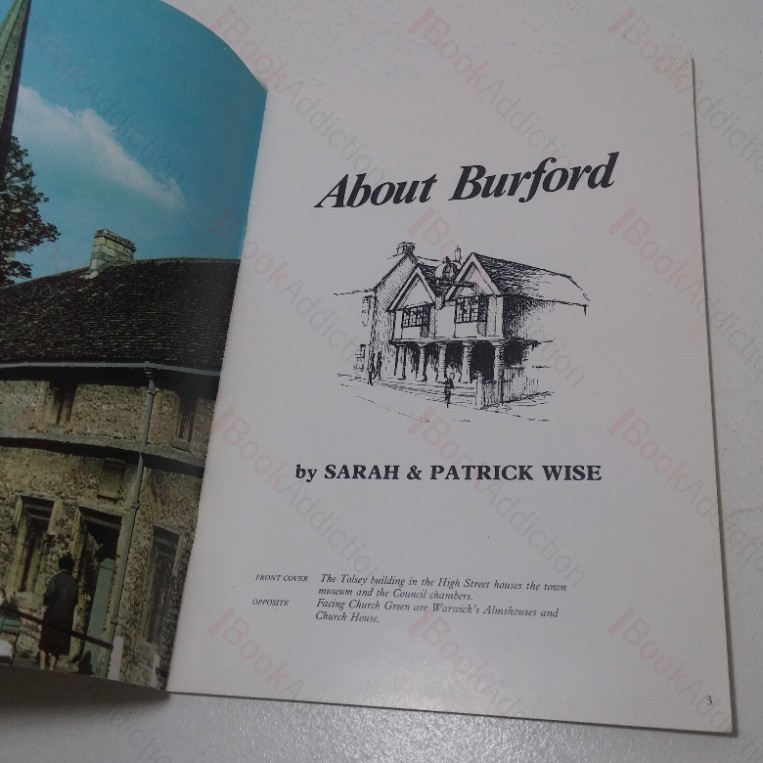 About Burford
by SARAH & PATRICK WISE
FRONT COVER The Tolsey building in the High Street houses the town
museum and the Council chambers.
OPPOSITE Facing Church Green are Warwick's Almshouses and
Church House.
3
BookAddiction